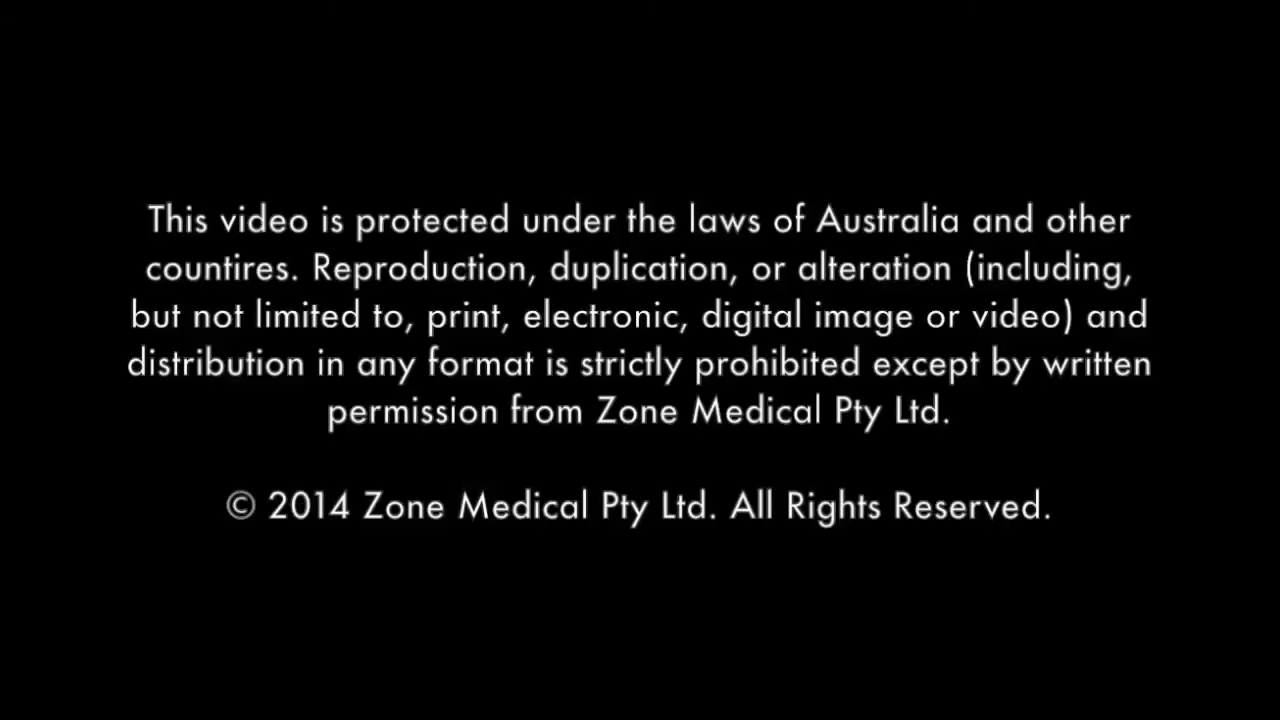 This video is protected under the laws of Australia and other
countires. Reproduction, duplication, or alteration (including,
but not limited to, print, electronic, digital image or video) and
distribution in any format is strictly prohibited except by written
permission from Zone Medical Pty Ltd.
© 2014 Zone Medical Pty Ltd. All Rights Reserved.